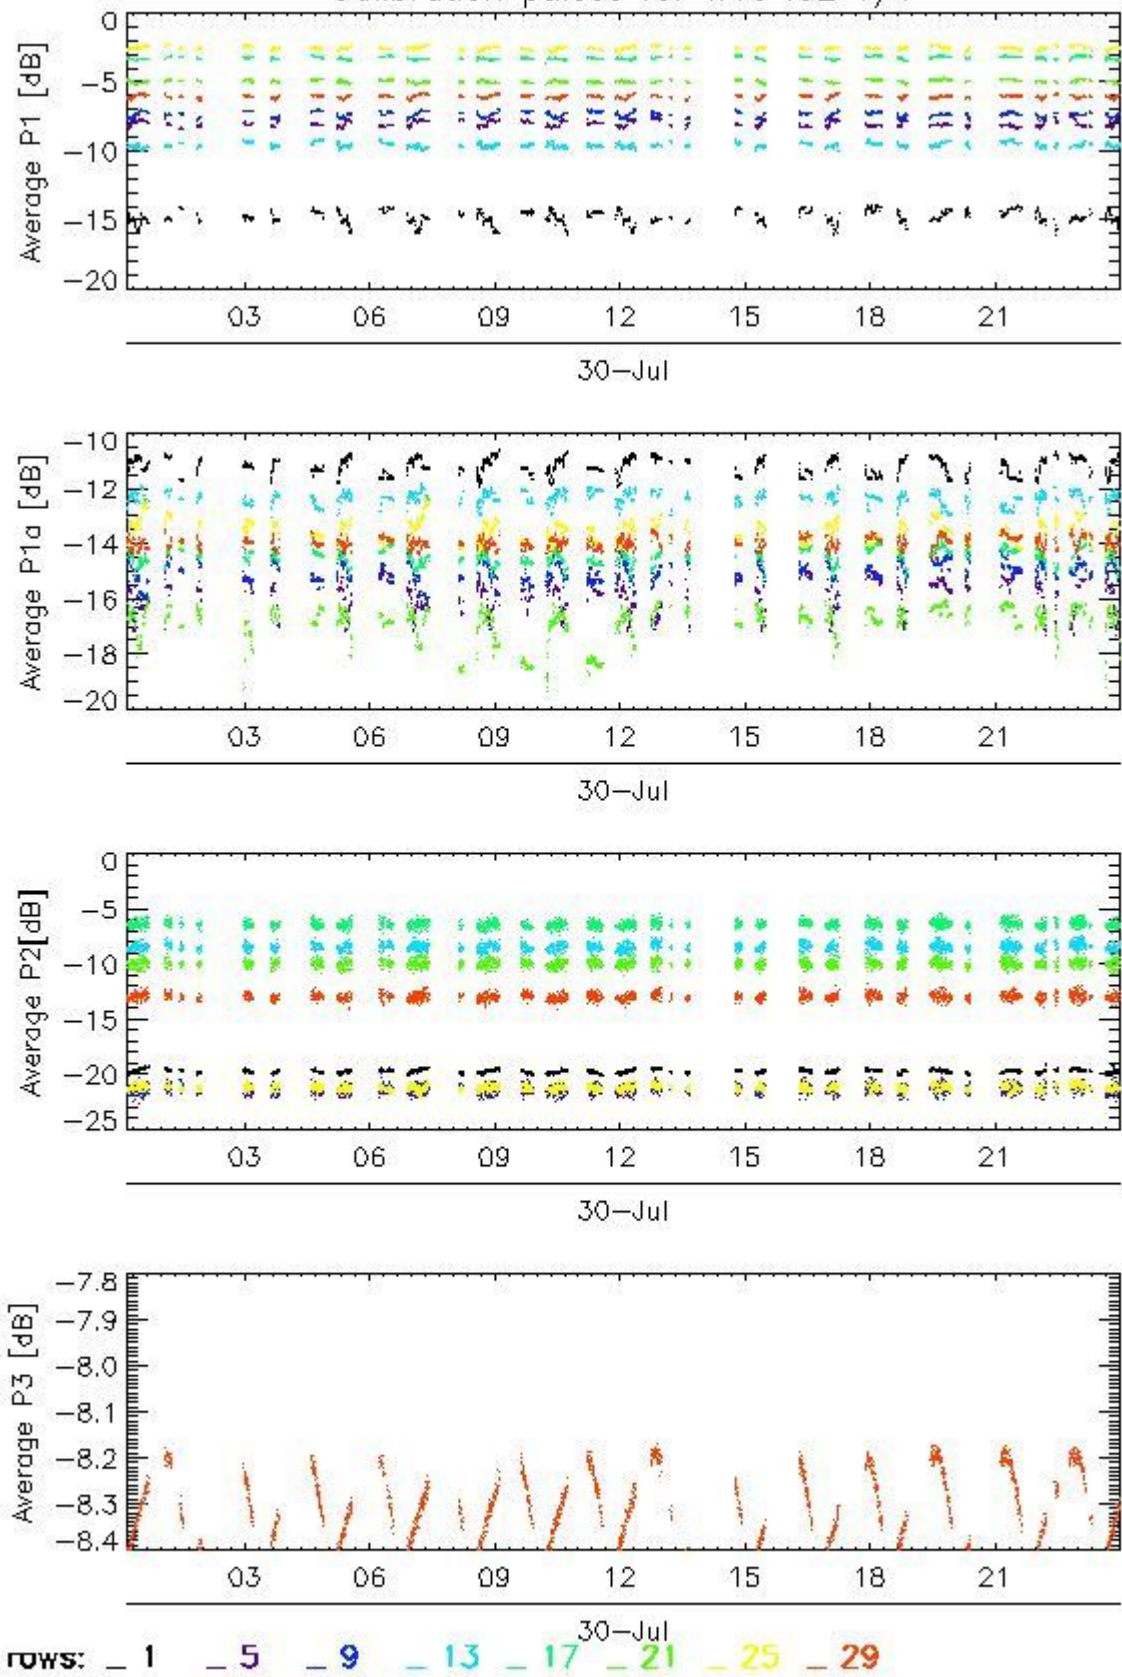 0
−5
−10
−15
−20
Average P1 [dB]
03 06 09 12 15 18 21
30−Jul
−10
−12
−14
−16
−18
−20
Average P1a [dB]
03 06 09 12 15 18 21
30−Jul
0
−5
−10
−15
−20
−25
Average P2[dB]
03 06 09 12 15 18 21
30−Jul
−7.8
−7.9
−8.0
−8.1
−8.2
−8.3
−8.4
Average P3 [dB]
03 06 09 12 15 18 21
30−Jul
rows: _ 1 _ 5 _ 9 _ 13 _ 17 _ 21 _ 25 _ 29